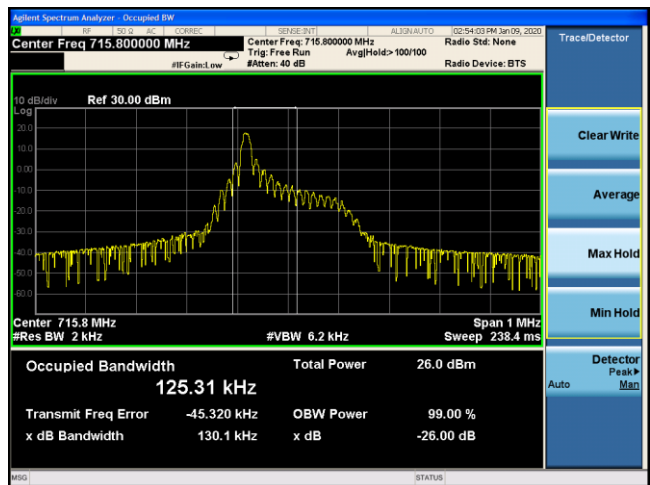 Agilent Spectrum Analyzer - Occupied BW
RF 50 Ω AC CORREC SENSE:INT ALIGNAUTO 02:54:03 PM Jan 09, 2020
Center Freq 715.800000 MHz Center Freq: 715.800000 MHz Radio Std: None
Trig: Free Run Avg|Hold:>100/100
#IFGain:Low #Atten: 40 dB Radio Device: BTS
10 dB/div Ref 30.00 dBm
Log
20.0
10.0
0.00
-10.0
-20.0
-30.0
-40.0
-50.0
-60.0
Center 715.8 MHz Span 1 MHz
#Res BW 2 kHz #VBW 6.2 kHz Sweep 238.4 ms
Occupied Bandwidth Total Power 26.0 dBm
125.31 kHz
Transmit Freq Error -45.320 kHz OBW Power 99.00 %
x dB Bandwidth 130.1 kHz x dB -26.00 dB
MSG STATUS
Trace/Detector
Clear Write
Average
Max Hold
Min Hold
Detector
Peak▶
Auto Man